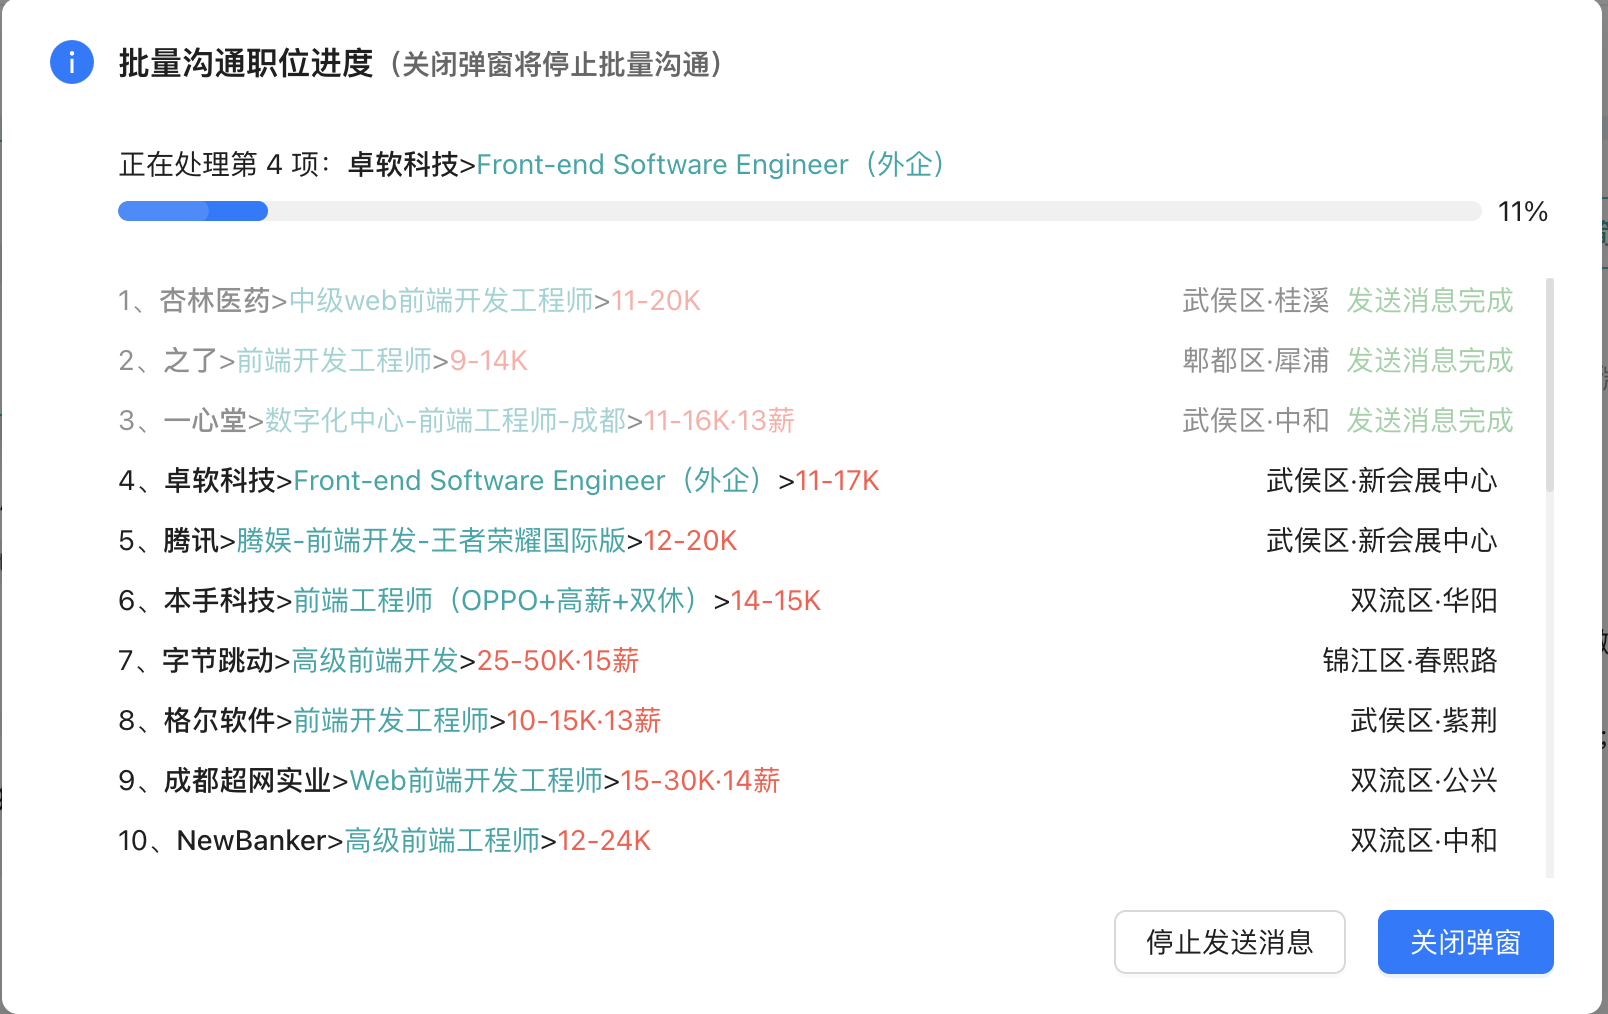 批量沟通职位进度（关闭弹窗将停止批量沟通）
正在处理第 4 项：卓软科技>Front-end Software Engineer（外企）
11%
1、杏林医药>中级web前端开发工程师>11-20K 武侯区·桂溪 发送消息完成
2、之了>前端开发工程师>9-14K 郫都区·犀浦 发送消息完成
3、一心堂>数字化中心-前端工程师-成都>11-16K·13薪 武侯区·中和 发送消息完成
4、卓软科技>Front-end Software Engineer（外企）>11-17K 武侯区·新会展中心
5、腾讯>腾娱-前端开发-王者荣耀国际版>12-20K 武侯区·新会展中心
6、本手科技>前端工程师（OPPO+高薪+双休）>14-15K 双流区·华阳
7、字节跳动>高级前端开发>25-50K·15薪 锦江区·春熙路
8、格尔软件>前端开发工程师>10-15K·13薪 武侯区·紫荆
9、成都超网实业>Web前端开发工程师>15-30K·14薪 双流区·公兴
10、NewBanker>高级前端工程师>12-24K 双流区·中和
停止发送消息 关闭弹窗